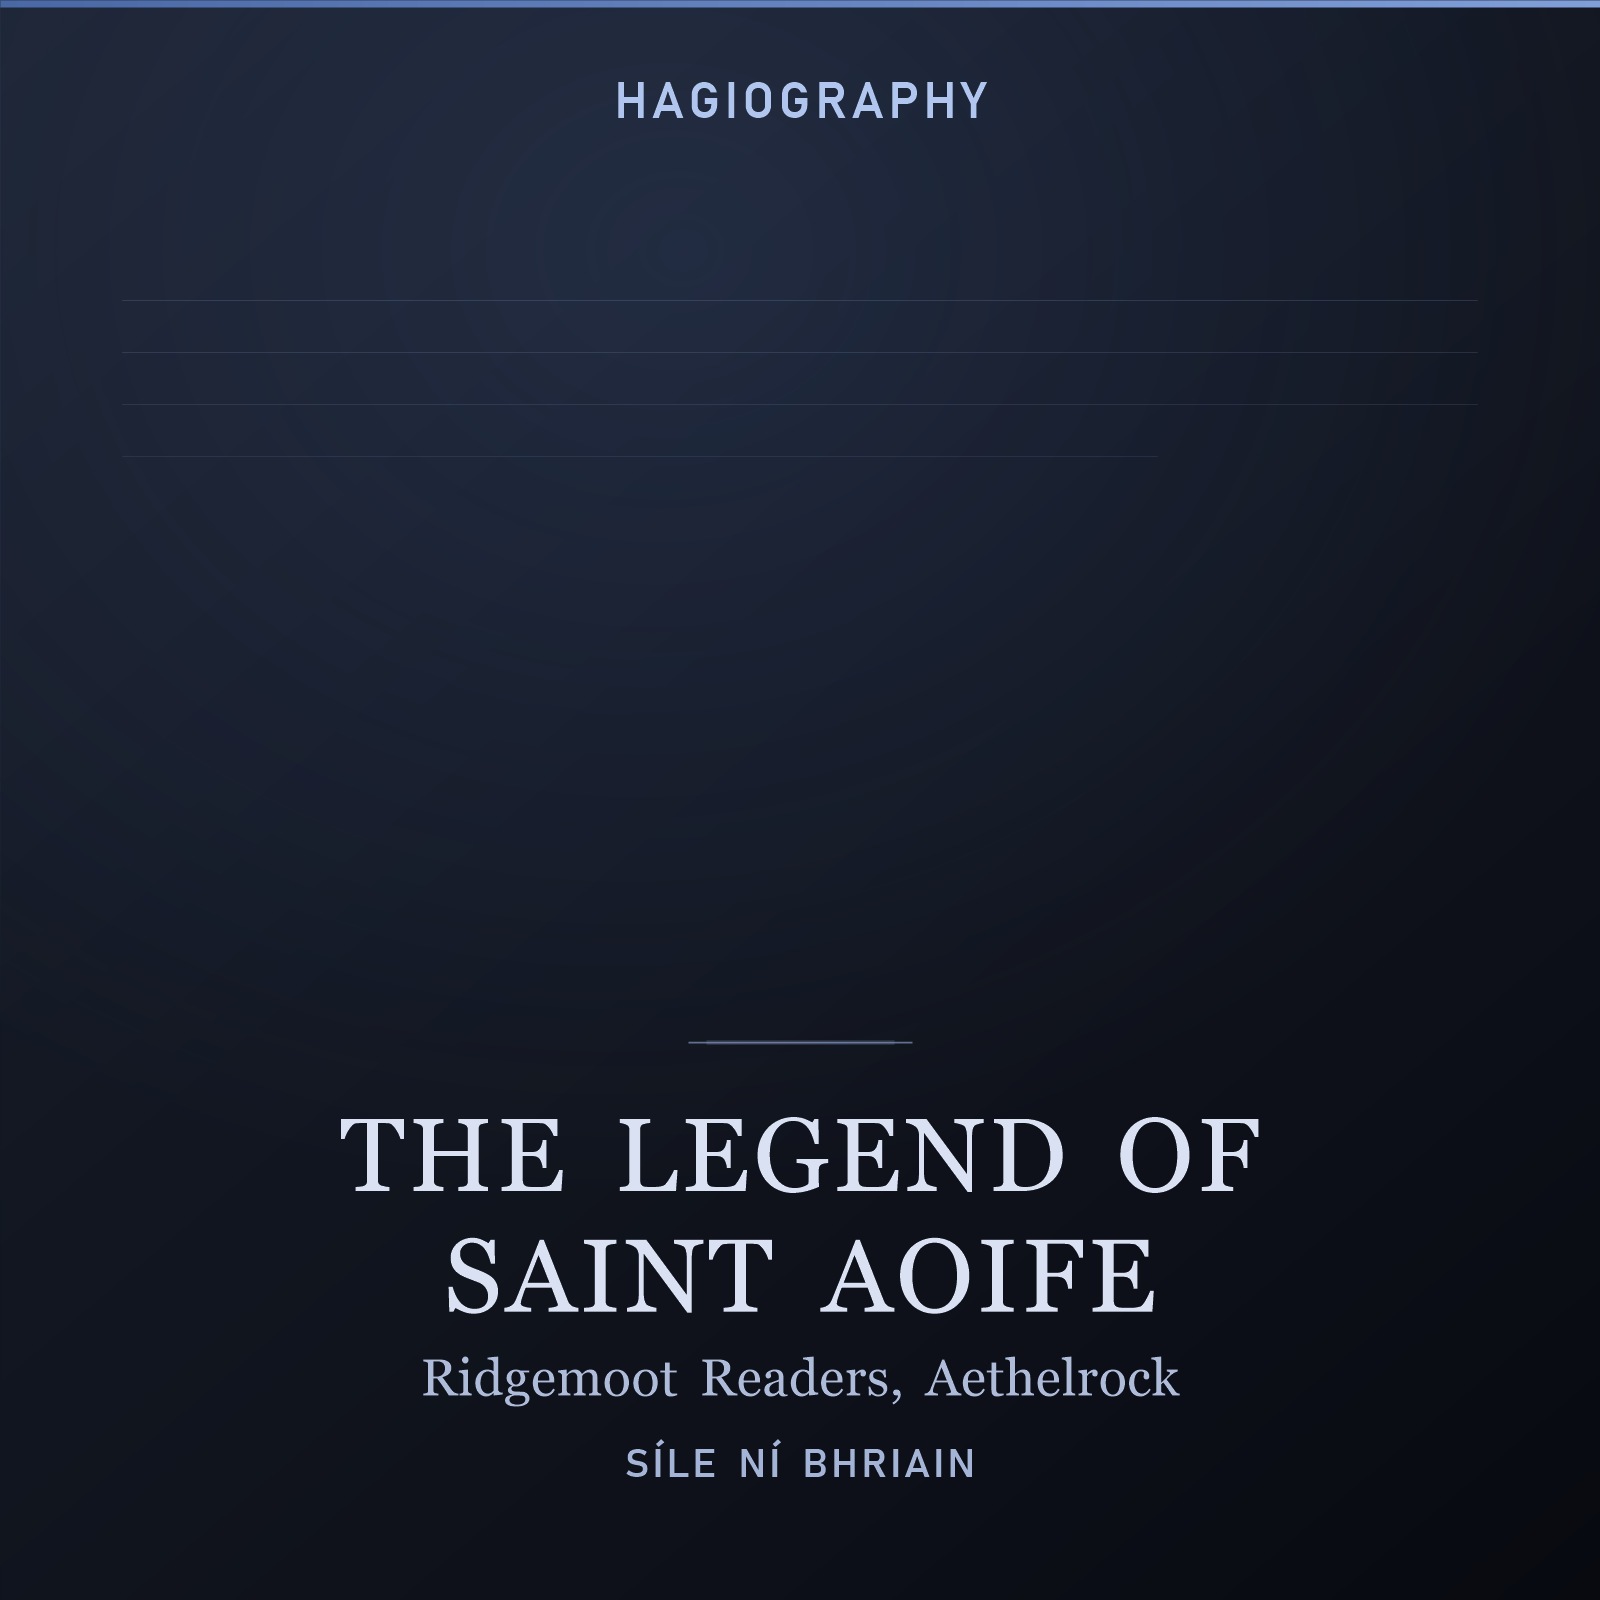 HAGIOGRAPHY
THE LEGEND OF
SAINT AOIFE
Ridgemoot Readers, Aethelrock
SÍLE NÍ BHRIAIN